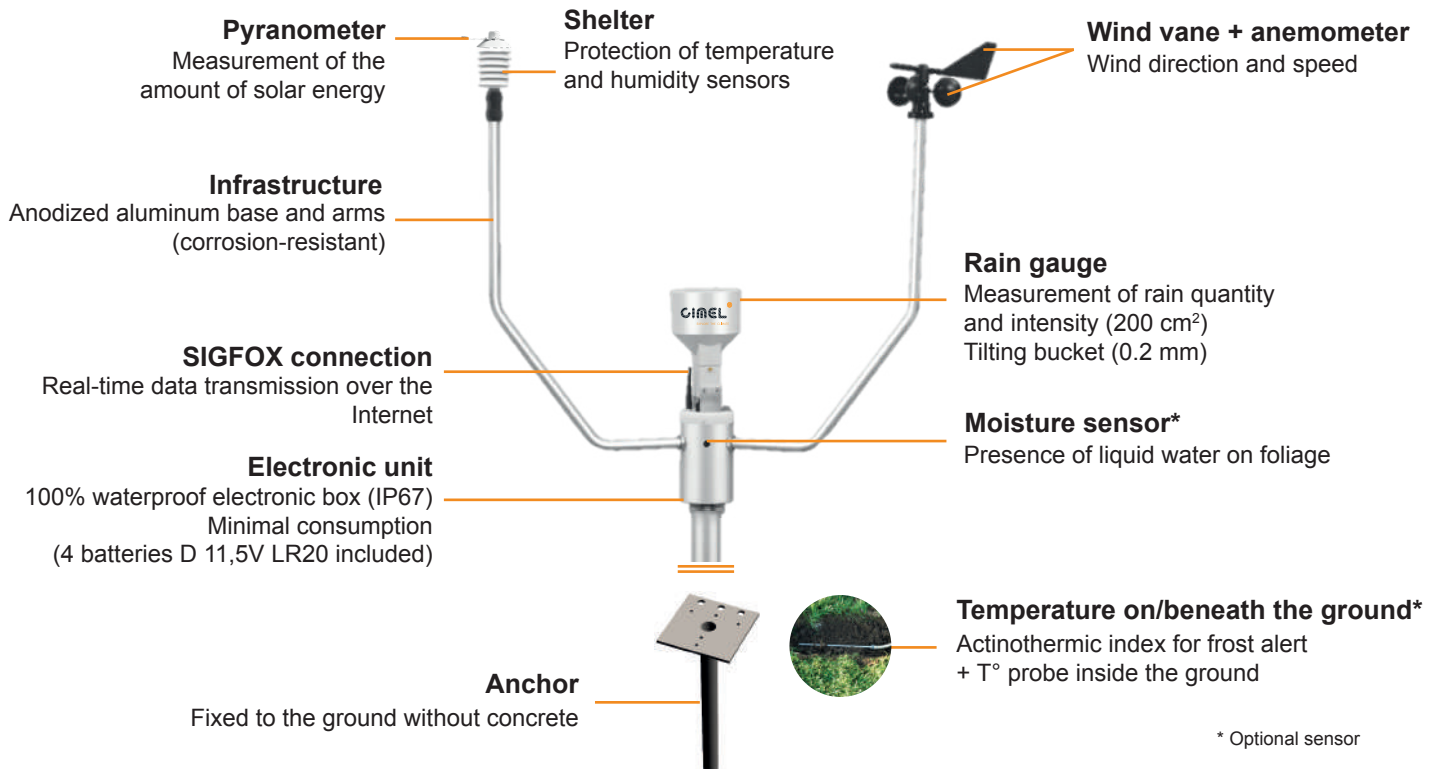 Pyranometer
Measurement of the
amount of solar energy
Shelter
Protection of temperature
and humidity sensors
Wind vane + anemometer
Wind direction and speed
Infrastructure
Anodized aluminum base and arms
(corrosion-resistant)
Rain gauge
Measurement of rain quantity
and intensity (200 cm²)
Tilting bucket (0.2 mm)
CIMEL
SIGFOX connection
Real-time data transmission over the
Internet
Moisture sensor*
Presence of liquid water on foliage
Electronic unit
100% waterproof electronic box (IP67)
Minimal consumption
(4 batteries D 11,5V LR20 included)
Temperature on/beneath the ground*
Actinothermic index for frost alert
+ T° probe inside the ground
Anchor
Fixed to the ground without concrete
* Optional sensor